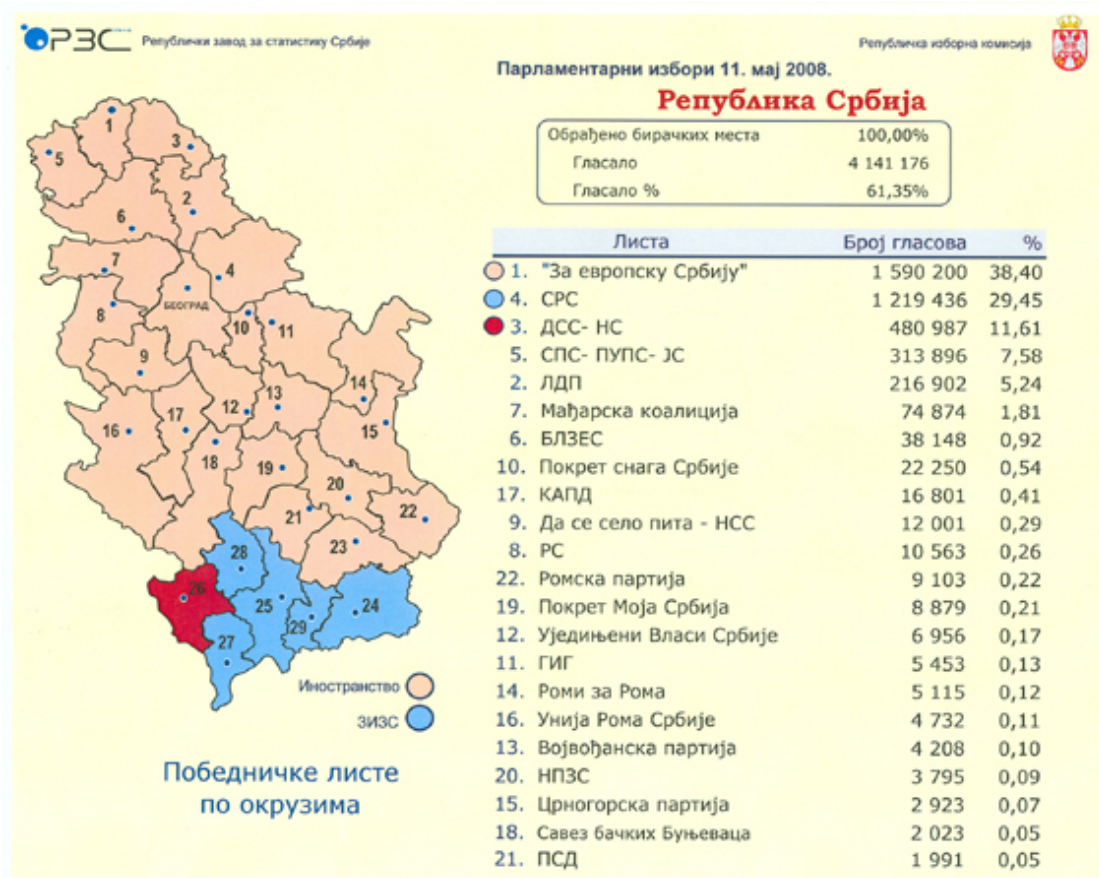 РЗС Републички завод за статистику Србије
Републичка изборна комисија
Парламентарни избори 11. мај 2008.
Република Србија
Обрађено бирачких места 100,00%
Гласало 4 141 176
Гласало % 61,35%
Листа Број гласова %
1. "За европску Србију" 1 590 200 38,40
4. СРС 1 219 436 29,45
3. ДСС- НС 480 987 11,61
5. СПС- ПУПС- ЈС 313 896 7,58
2. ЛДП 216 902 5,24
7. Мађарска коалиција 74 874 1,81
6. БЛЗЕС 38 148 0,92
10. Покрет снага Србије 22 250 0,54
17. КАПД 16 801 0,41
9. Да се село пита - НСС 12 001 0,29
8. РС 10 563 0,26
22. Ромска партија 9 103 0,22
19. Покрет Моја Србија 8 879 0,21
12. Уједињени Власи Србије 6 956 0,17
11. ГИГ 5 453 0,13
14. Роми за Рома 5 115 0,12
16. Унија Рома Србије 4 732 0,11
13. Војвођанска партија 4 208 0,10
20. НПЗС 3 795 0,09
15. Црногорска партија 2 923 0,07
18. Савез бачких Буњеваца 2 023 0,05
21. ПСД 1 991 0,05
1
3
5
2
6
7
4
БЕОГРАД
8
10
11
9
14
13
12
17
15
16
18
19
20
21
22
23
28
26
25
24
29
27
Иностранство
ЗИЗС
Победничке листе
по окрузима